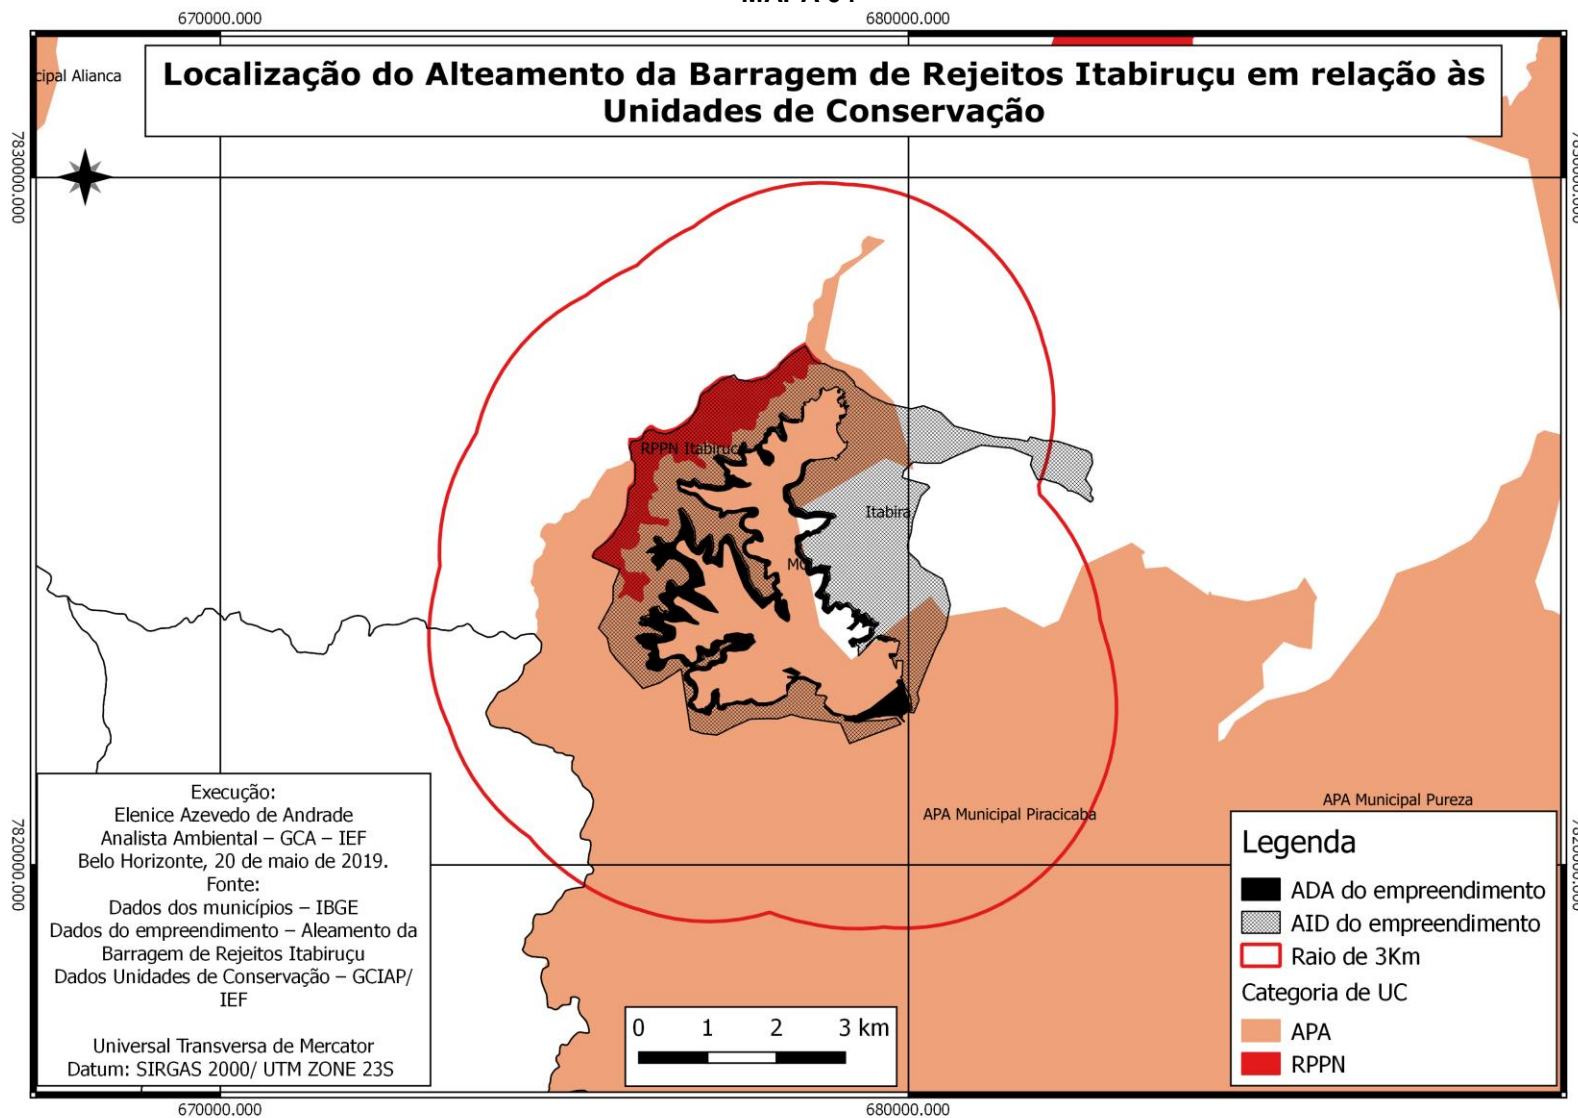 670000.000
680000.000
cipal Alianca
Localização do Alteamento da Barragem de Rejeitos Itabiruçu em relação às
Unidades de Conservação
7830000.000
7830000.000
RPPN Itabiruçu
Itabira
MG
7820000.000
7820000.000
APA Municipal Piracicaba
APA Municipal Pureza
Execução:
Elenice Azevedo de Andrade
Analista Ambiental – GCA – IEF
Belo Horizonte, 20 de maio de 2019.
Fonte:
Dados dos municípios – IBGE
Dados do empreendimento – Aleamento da
Barragem de Rejeitos Itabiruçu
Dados Unidades de Conservação – GCIAP/
IEF
Universal Transversa de Mercator
Datum: SIRGAS 2000/ UTM ZONE 23S
0 1 2 3 km
Legenda
ADA do empreendimento
AID do empreendimento
Raio de 3Km
Categoria de UC
APA
RPPN
670000.000
680000.000